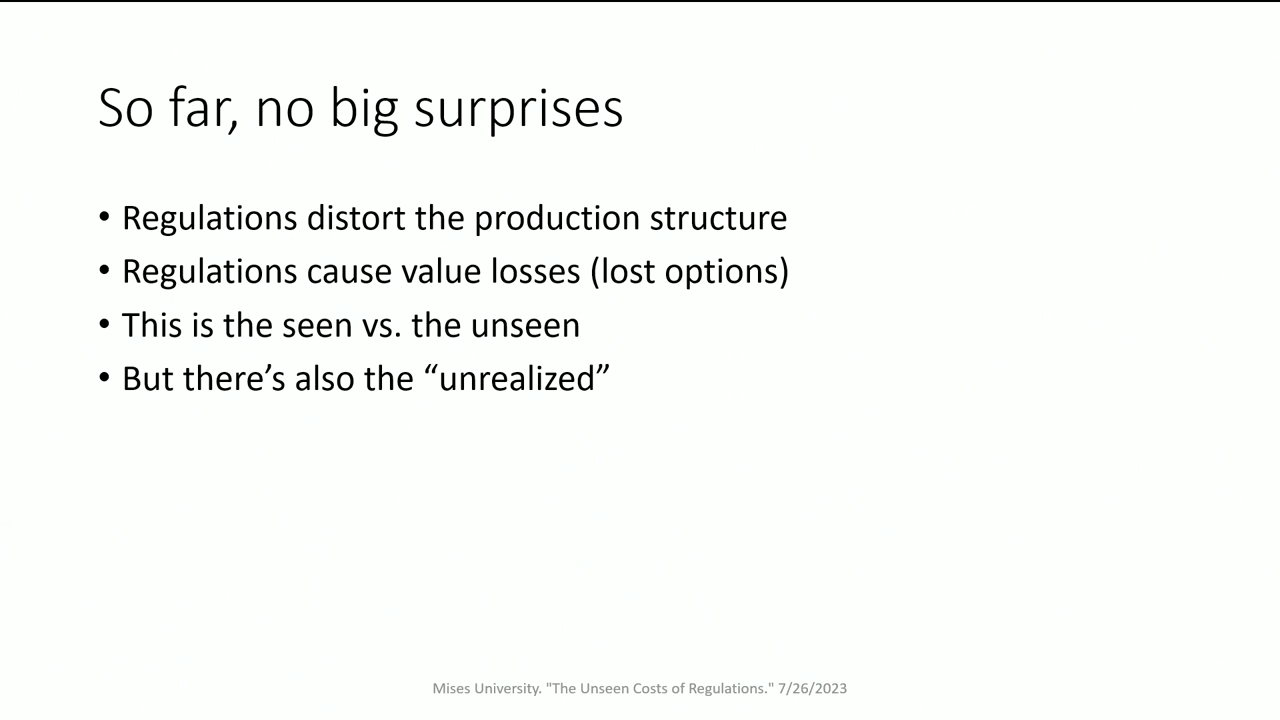 So far, no big surprises
• Regulations distort the production structure
• Regulations cause value losses (lost options)
• This is the seen vs. the unseen
• But there’s also the “unrealized”
Mises University. "The Unseen Costs of Regulations." 7/26/2023